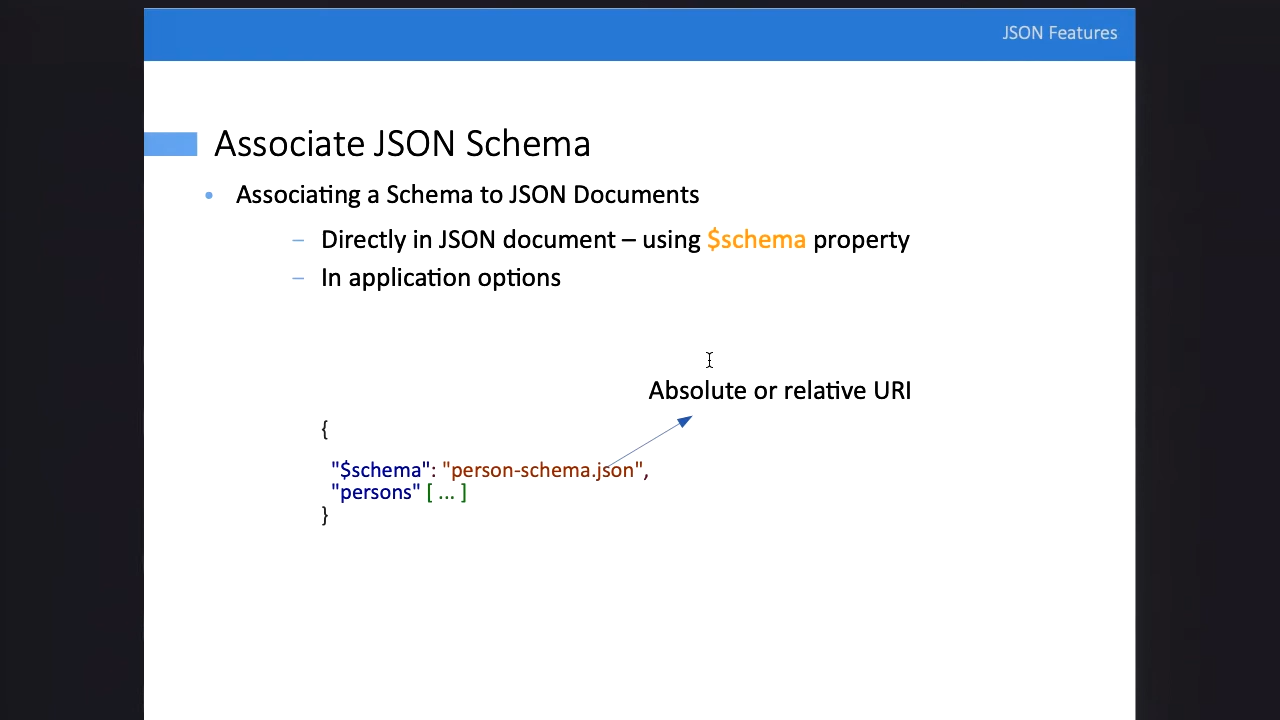 JSON Features
Associate JSON Schema
• Associating a Schema to JSON Documents
– Directly in JSON document – using $schema property
– In application options
Absolute or relative URI
{
"$schema": "person-schema.json",
"persons" [ ... ]
}